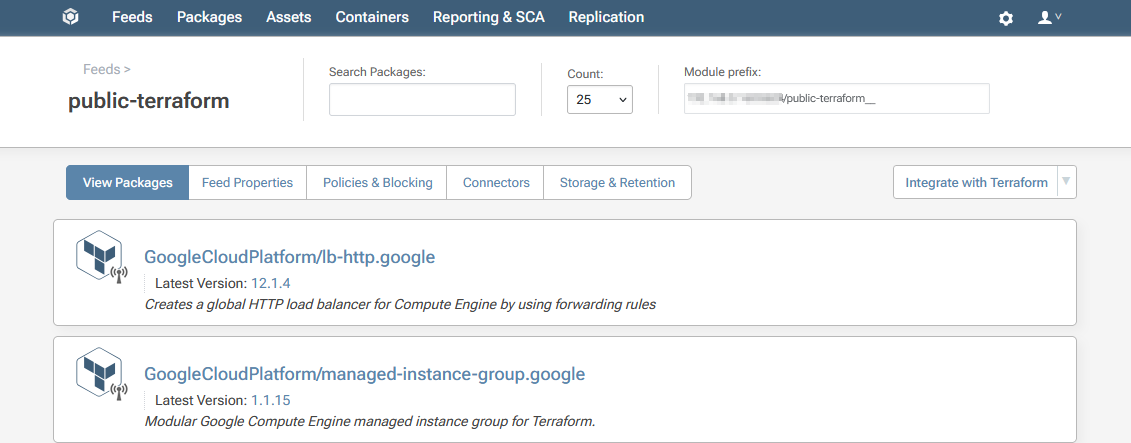 Feeds Packages Assets Containers Reporting & SCA Replication
Feeds >
public-terraform
Search Packages:
Count:
25
Module prefix:
/public-terraform__
View Packages Feed Properties Policies & Blocking Connectors Storage & Retention
Integrate with Terraform
GoogleCloudPlatform/lb-http.google
Latest Version: 12.1.4
Creates a global HTTP load balancer for Compute Engine by using forwarding rules
GoogleCloudPlatform/managed-instance-group.google
Latest Version: 1.1.15
Modular Google Compute Engine managed instance group for Terraform.